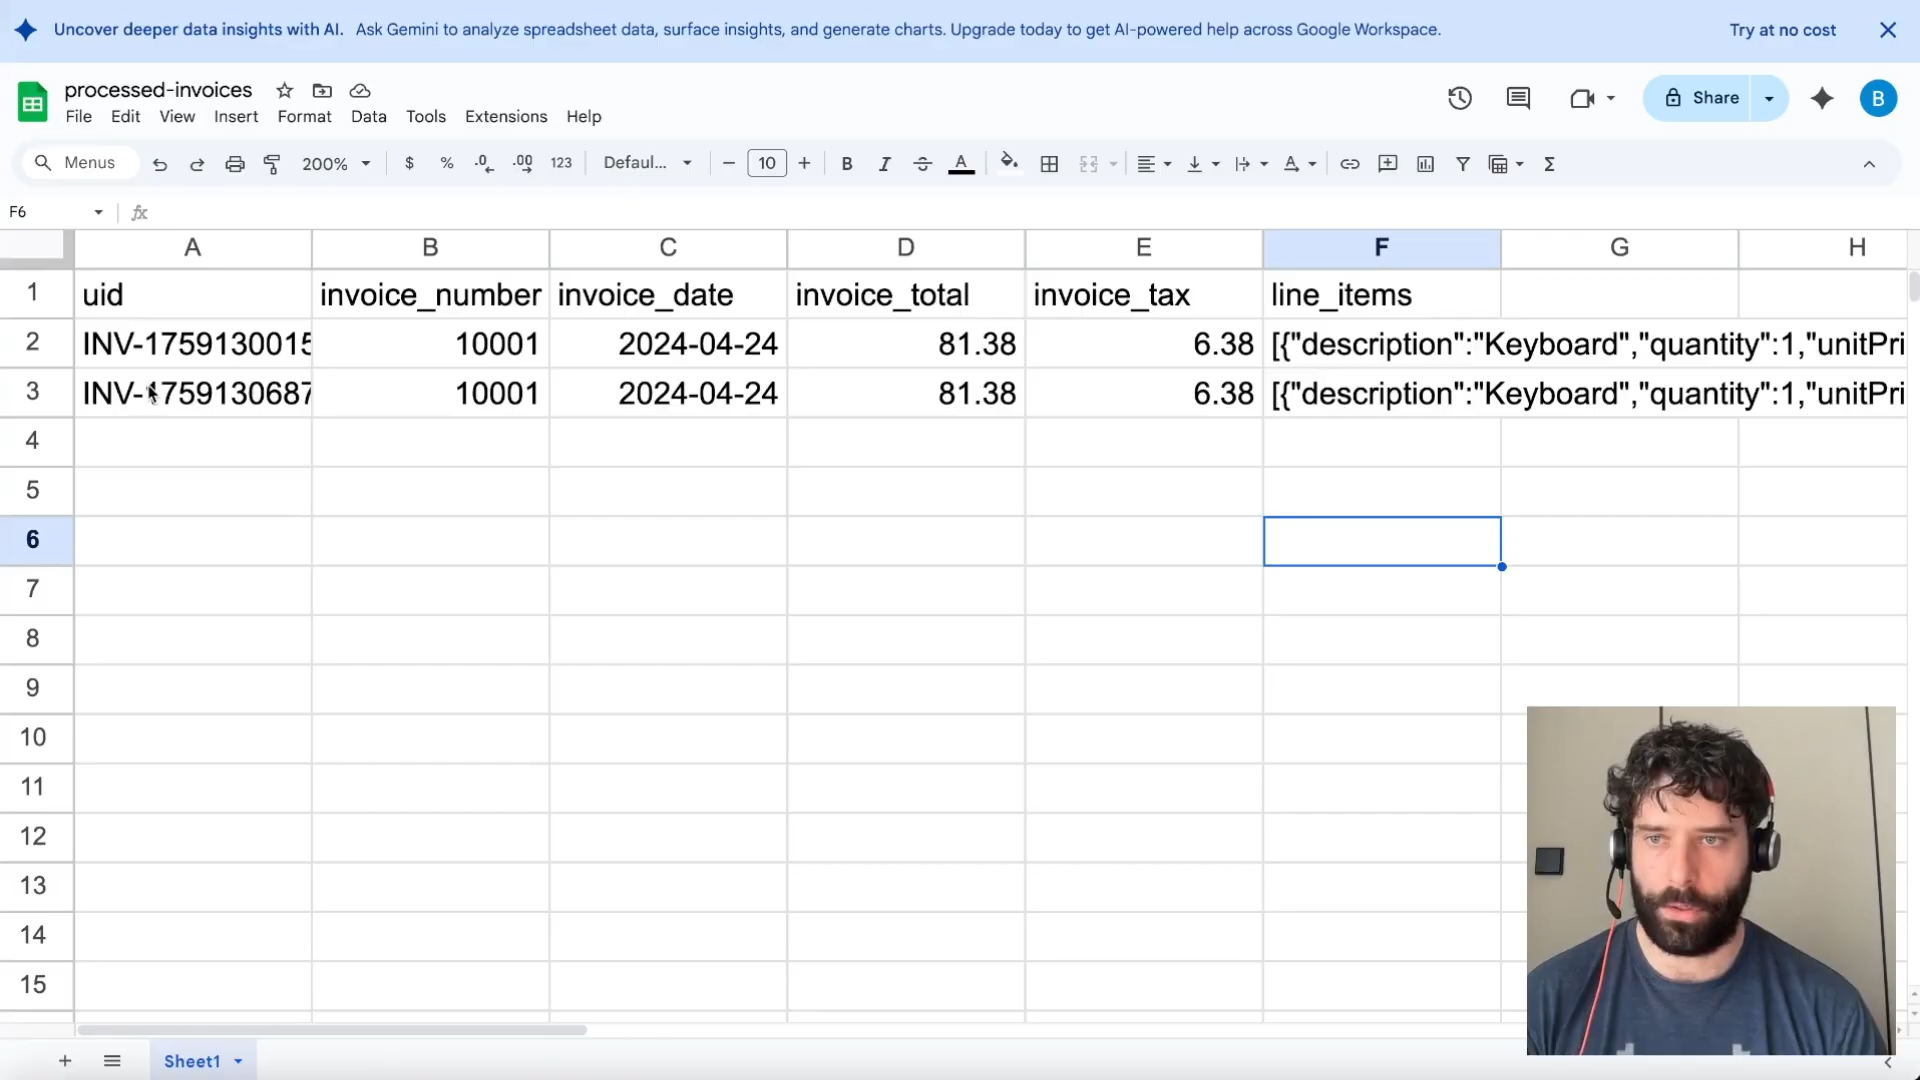 Uncover deeper data insights with AI. Ask Gemini to analyze spreadsheet data, surface insights, and generate charts. Upgrade today to get AI-powered help across Google Workspace. Try at no cost
processed-invoices
File Edit View Insert Format Data Tools Extensions Help
Share
B
Menus 200% $ % .0 .00 123 Defaul... 10 B I S A
F6 fx
A B C D E F G H
1 uid invoice_number invoice_date invoice_total invoice_tax line_items
2 INV-1759130015 10001 2024-04-24 81.38 6.38 [{"description":"Keyboard","quantity":1,"unitPri
3 INV-1759130687 10001 2024-04-24 81.38 6.38 [{"description":"Keyboard","quantity":1,"unitPri
4
5
6
7
8
9
10
11
12
13
14
15
Sheet1